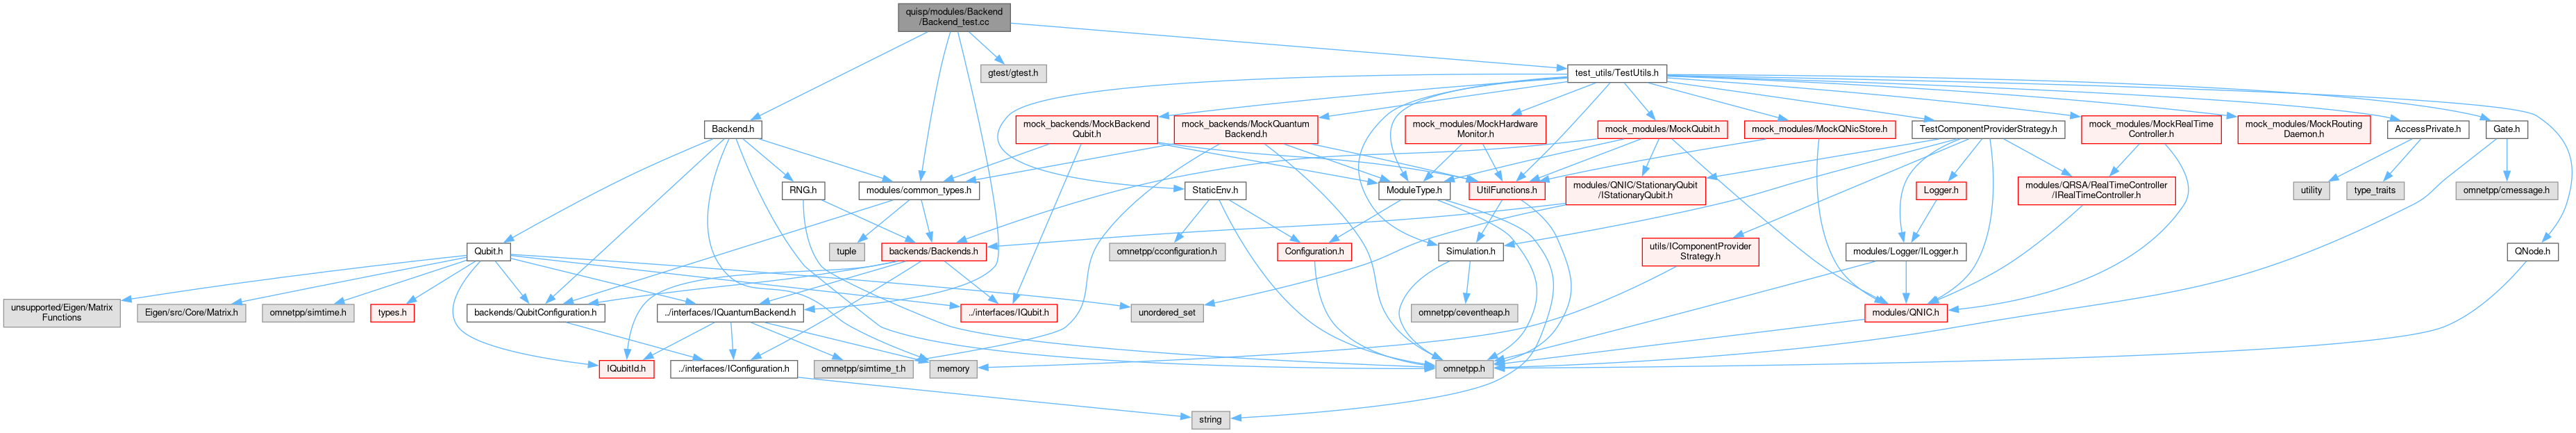 quisp/modules/Backend
/Backend_test.cc
gtest/gtest.h
test_utils/TestUtils.h
Backend.h
mock_backends/MockBackend
Qubit.h
mock_backends/MockQuantum
Backend.h
mock_modules/MockHardware
Monitor.h
mock_modules/MockQubit.h
mock_modules/MockQNicStore.h
TestComponentProviderStrategy.h
mock_modules/MockRealTime
Controller.h
mock_modules/MockRouting
Daemon.h
AccessPrivate.h
Gate.h
RNG.h
modules/common_types.h
StaticEnv.h
ModuleType.h
UtilFunctions.h
modules/QNIC/StationaryQubit
/IStationaryQubit.h
Logger.h
modules/QRSA/RealTimeController
/IRealTimeController.h
utility
type_traits
omnetpp/cmessage.h
Qubit.h
tuple
backends/Backends.h
omnetpp/cconfiguration.h
Configuration.h
Simulation.h
utils/IComponentProvider
Strategy.h
modules/Logger/ILogger.h
QNode.h
unsupported/Eigen/Matrix
Functions
Eigen/src/Core/Matrix.h
omnetpp/simtime.h
types.h
backends/QubitConfiguration.h
../interfaces/IQuantumBackend.h
../interfaces/IQubit.h
unordered_set
omnetpp/ceventheap.h
modules/QNIC.h
IQubitId.h
../interfaces/IConfiguration.h
omnetpp/simtime_t.h
memory
omnetpp.h
string